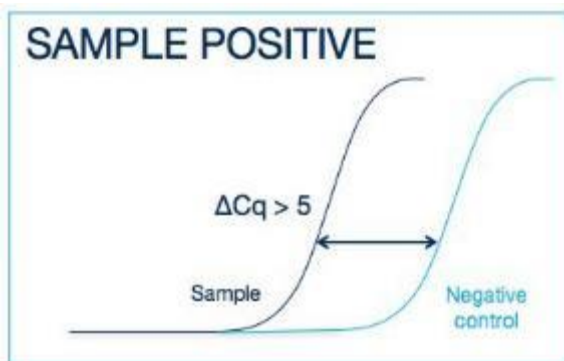 SAMPLE POSITIVE
ΔCq > 5
Sample
Negative
control